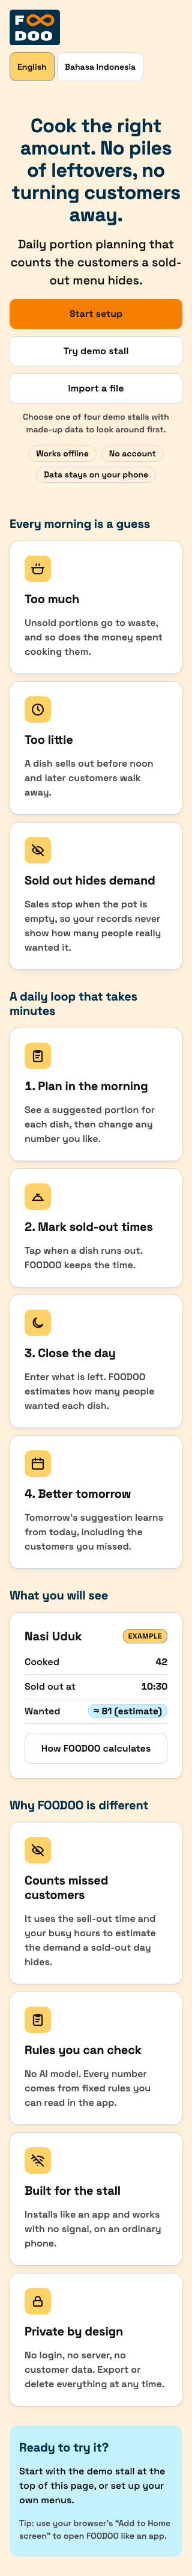 F
DOO
English
Bahasa Indonesia
Cook the right
amount. No piles
of leftovers, no
turning customers
away.
Daily portion planning that
counts the customers a sold-
out menu hides.
Start setup
Try demo stall
Import a file
Choose one of four demo stalls with
made-up data to look around first.
Works offline
No account
Data stays on your phone
Every morning is a guess
Too much
Unsold portions go to waste,
and so does the money spent
cooking them.
Too little
A dish sells out before noon
and later customers walk
away.
Sold out hides demand
Sales stop when the pot is
empty, so your records never
show how many people really
wanted it.
A daily loop that takes
minutes
1. Plan in the morning
See a suggested portion for
each dish, then change any
number you like.
2. Mark sold-out times
Tap when a dish runs out.
FOODOO keeps the time.
3. Close the day
Enter what is left. FOODOO
estimates how many people
wanted each dish.
4. Better tomorrow
Tomorrow's suggestion learns
from today, including the
customers you missed.
What you will see
Nasi Uduk
EXAMPLE
Cooked 42
Sold out at 10:30
Wanted ≈ 81 (estimate)
How FOODOO calculates
Why FOODOO is different
Counts missed
customers
It uses the sell-out time and
your busy hours to estimate
the demand a sold-out day
hides.
Rules you can check
No AI model. Every number
comes from fixed rules you
can read in the app.
Built for the stall
Installs like an app and works
with no signal, on an ordinary
phone.
Private by design
No login, no server, no
customer data. Export or
delete everything at any time.
Ready to try it?
Start with the demo stall at the
top of this page, or set up your
own menus.
Tip: use your browser's "Add to Home
screen" to open FOODOO like an app.